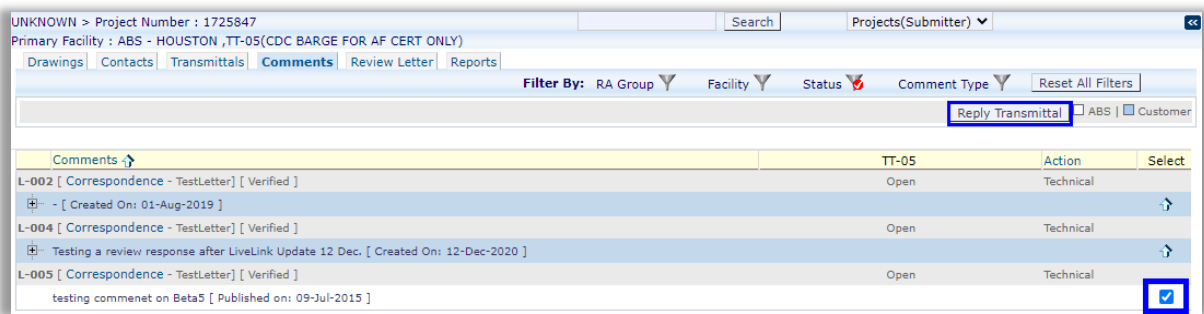 UNKNOWN > Project Number : 1725847 Search Projects(Submitter)
Primary Facility : ABS - HOUSTON ,TT-05(CDC BARGE FOR AF CERT ONLY)
Drawings Contacts Transmittals Comments Review Letter Reports
Filter By: RA Group Facility Status Comment Type Reset All Filters
Reply Transmittal ABS | Customer
Comments TT-05 Action Select
L-002 [ Correspondence - TestLetter] [ Verified ] Open Technical
- [ Created On: 01-Aug-2019 ]
L-004 [ Correspondence - TestLetter] [ Verified ] Open Technical
Testing a review response after LiveLink Update 12 Dec. [ Created On: 12-Dec-2020 ]
L-005 [ Correspondence - TestLetter] [ Verified ] Open Technical
testing commenet on Beta5 [ Published on: 09-Jul-2015 ]